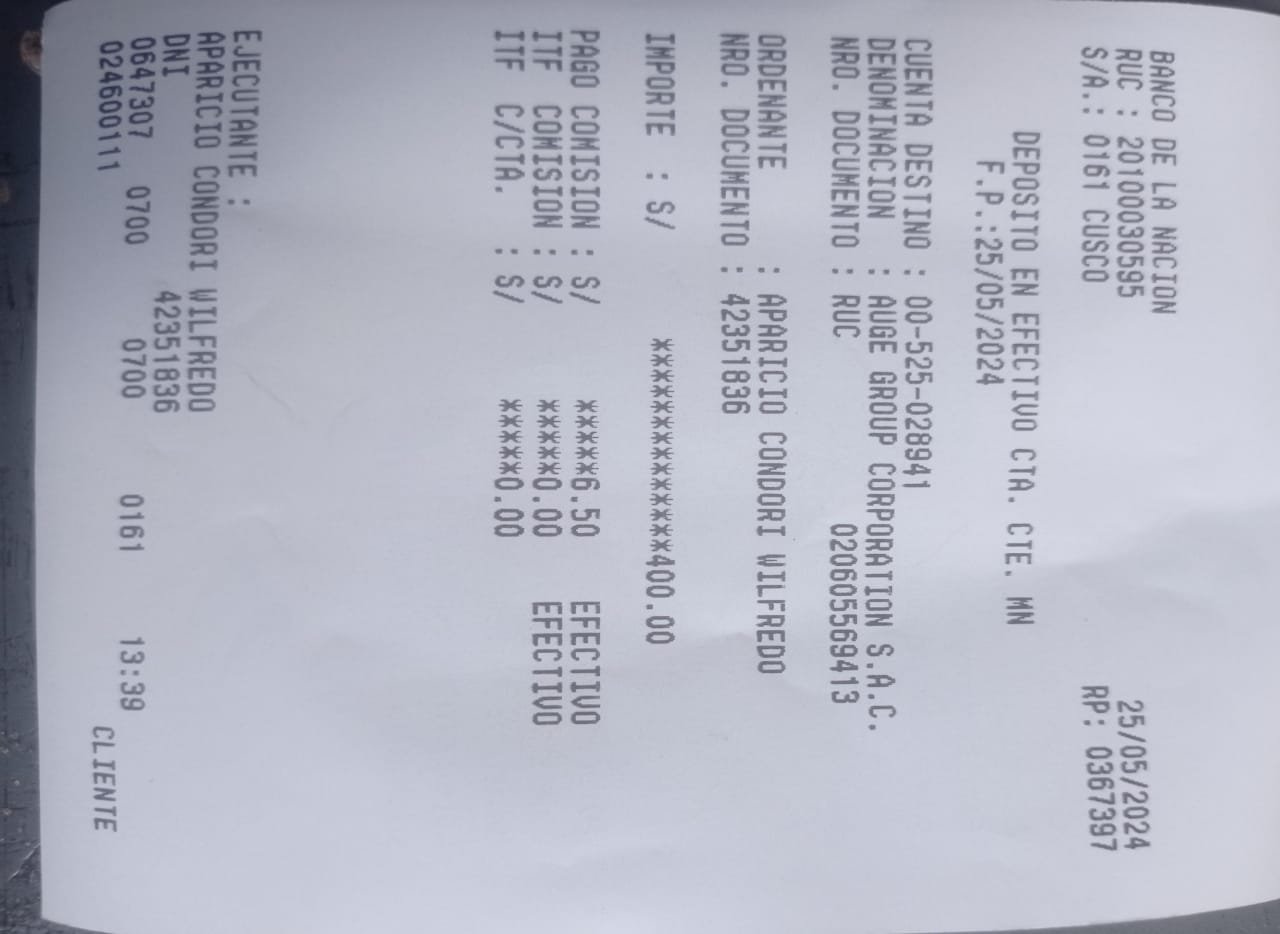 BANCO DE LA NACION
RUC : 20100030595 25/05/2024
S/A.: 0161 CUSCO RP: 0367397
DEPOSITO EN EFECTIVO CTA. CTE. MN
F.P.:25/05/2024
CUENTA DESTINO : 00-525-028941
DENOMINACION : AUGE GROUP CORPORATION S.A.C.
NRO. DOCUMENTO : RUC 020605569413
ORDENANTE : APARICIO CONDORI WILFREDO
NRO. DOCUMENTO : 42351836
IMPORTE : S/ **************400.00
PAGO COMISION : S/ *****6.50 EFECTIVO
ITF COMISION : S/ *****0.00 EFECTIVO
ITF C/CTA. : S/ *****0.00
EJECUTANTE :
APARICIO CONDORI WILFREDO
DNI 42351836
0647307 0700 0700 0161 13:39
024600111 CLIENTE